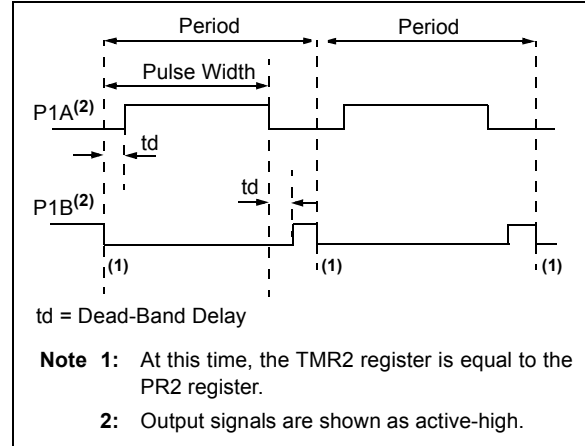 Period Period
Pulse Width
P1A(2)
td
td
P1B(2)
(1) (1) (1)
td = Dead-Band Delay
Note 1: At this time, the TMR2 register is equal to the
PR2 register.
2: Output signals are shown as active-high.